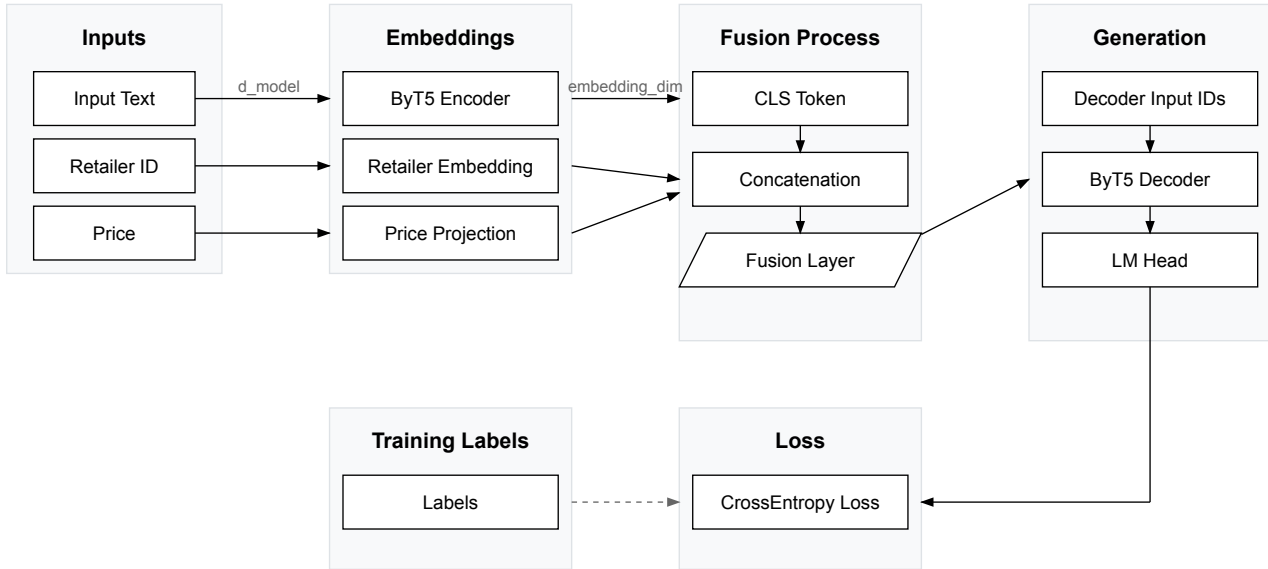 Inputs
Embeddings
Fusion Process
Generation
Input Text
d_model
ByT5 Encoder
embedding_dim
CLS Token
Decoder Input IDs
Retailer ID
Retailer Embedding
Concatenation
ByT5 Decoder
Price
Price Projection
Fusion Layer
LM Head
Training Labels
Loss
Labels
CrossEntropy Loss